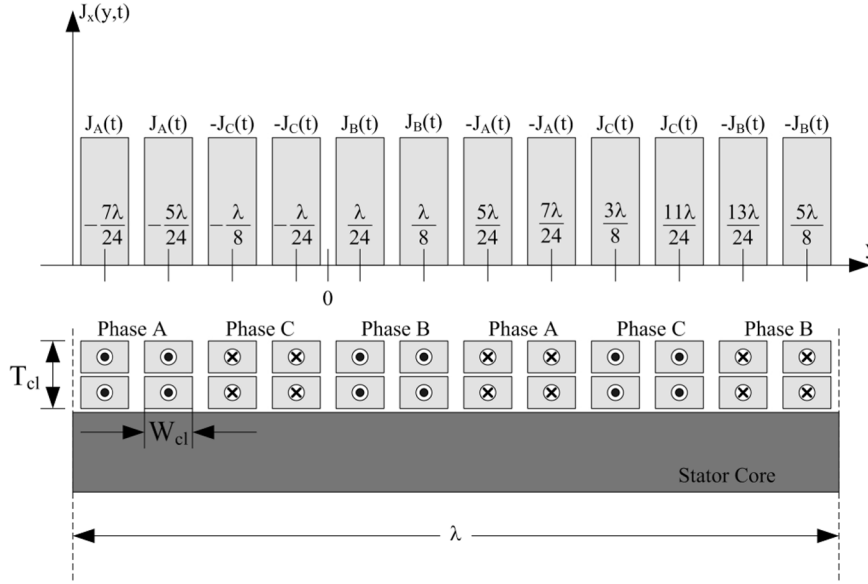 Jx(y,t)
JA(t) JA(t) -JC(t) -JC(t) JB(t) JB(t) -JA(t) -JA(t) JC(t) JC(t) -JB(t) -JB(t)
-7λ/24 -5λ/24 -λ/8 -λ/24 λ/24 λ/8 5λ/24 7λ/24 3λ/8 11λ/24 13λ/24 5λ/8
0
Phase A Phase C Phase B Phase A Phase C Phase B
Tcl
Wcl
Stator Core
λ